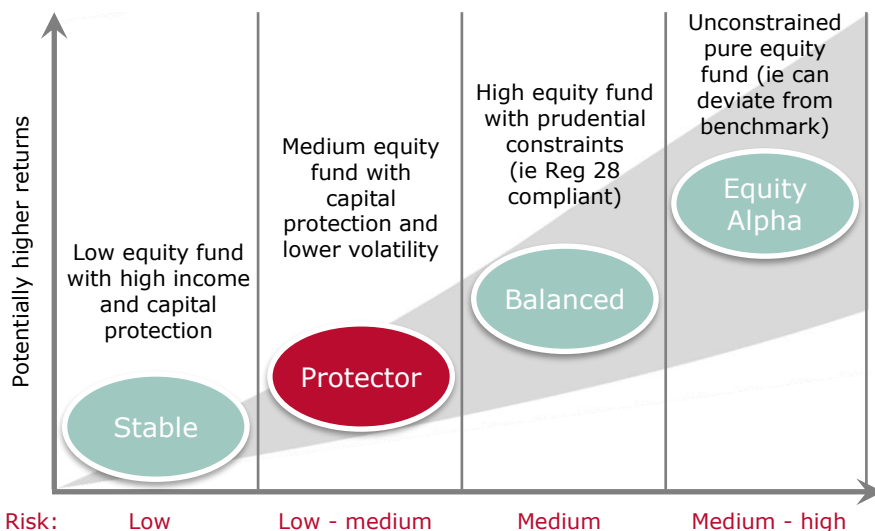 Potentially higher returns
Low equity fund
with high income
and capital
protection
Stable
Medium equity
fund with
capital
protection and
lower volatility
Protector
High equity fund
with prudential
constraints
(ie Reg 28
compliant)
Balanced
Unconstrained
pure equity
fund (ie can
deviate from
benchmark)
Equity
Alpha
Risk: Low Low - medium Medium Medium - high